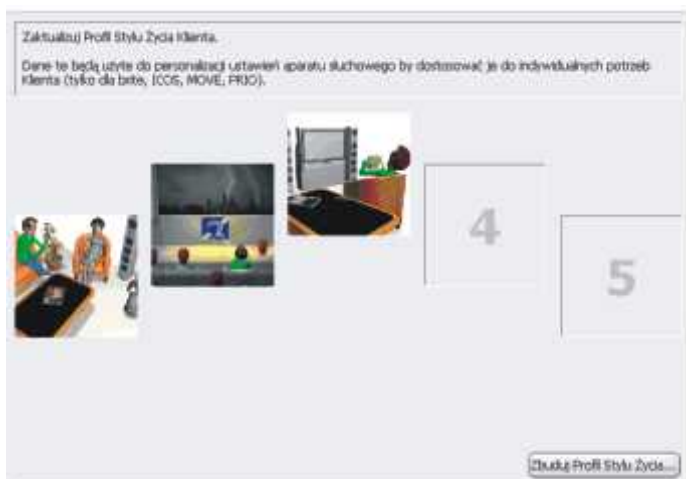 Zaktualizuj Profil Stylu Życia Klienta.
Dane te będą użyte do personalizacji ustawień aparatu słuchowego by dostosować je do indywidualnych potrzeb
Klienta (tylko dla brite, ICOS, MOVE, PRIO).
4
5
Zbuduj Profil Stylu Życia...